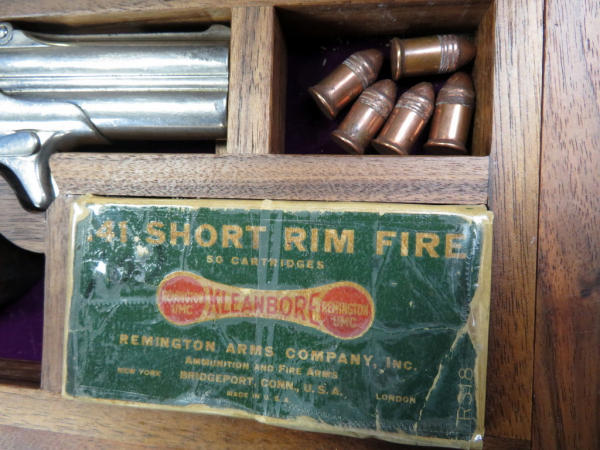 .41 SHORT RIM FIRE
50 CARTRIDGES
REMINGTON UMC KLEANBORE REMINGTON UMC
REMINGTON ARMS COMPANY, INC.
AMMUNITION AND FIRE ARMS
NEW YORK BRIDGEPORT, CONN., U.S.A. LONDON
MADE IN U.S.A.
R318